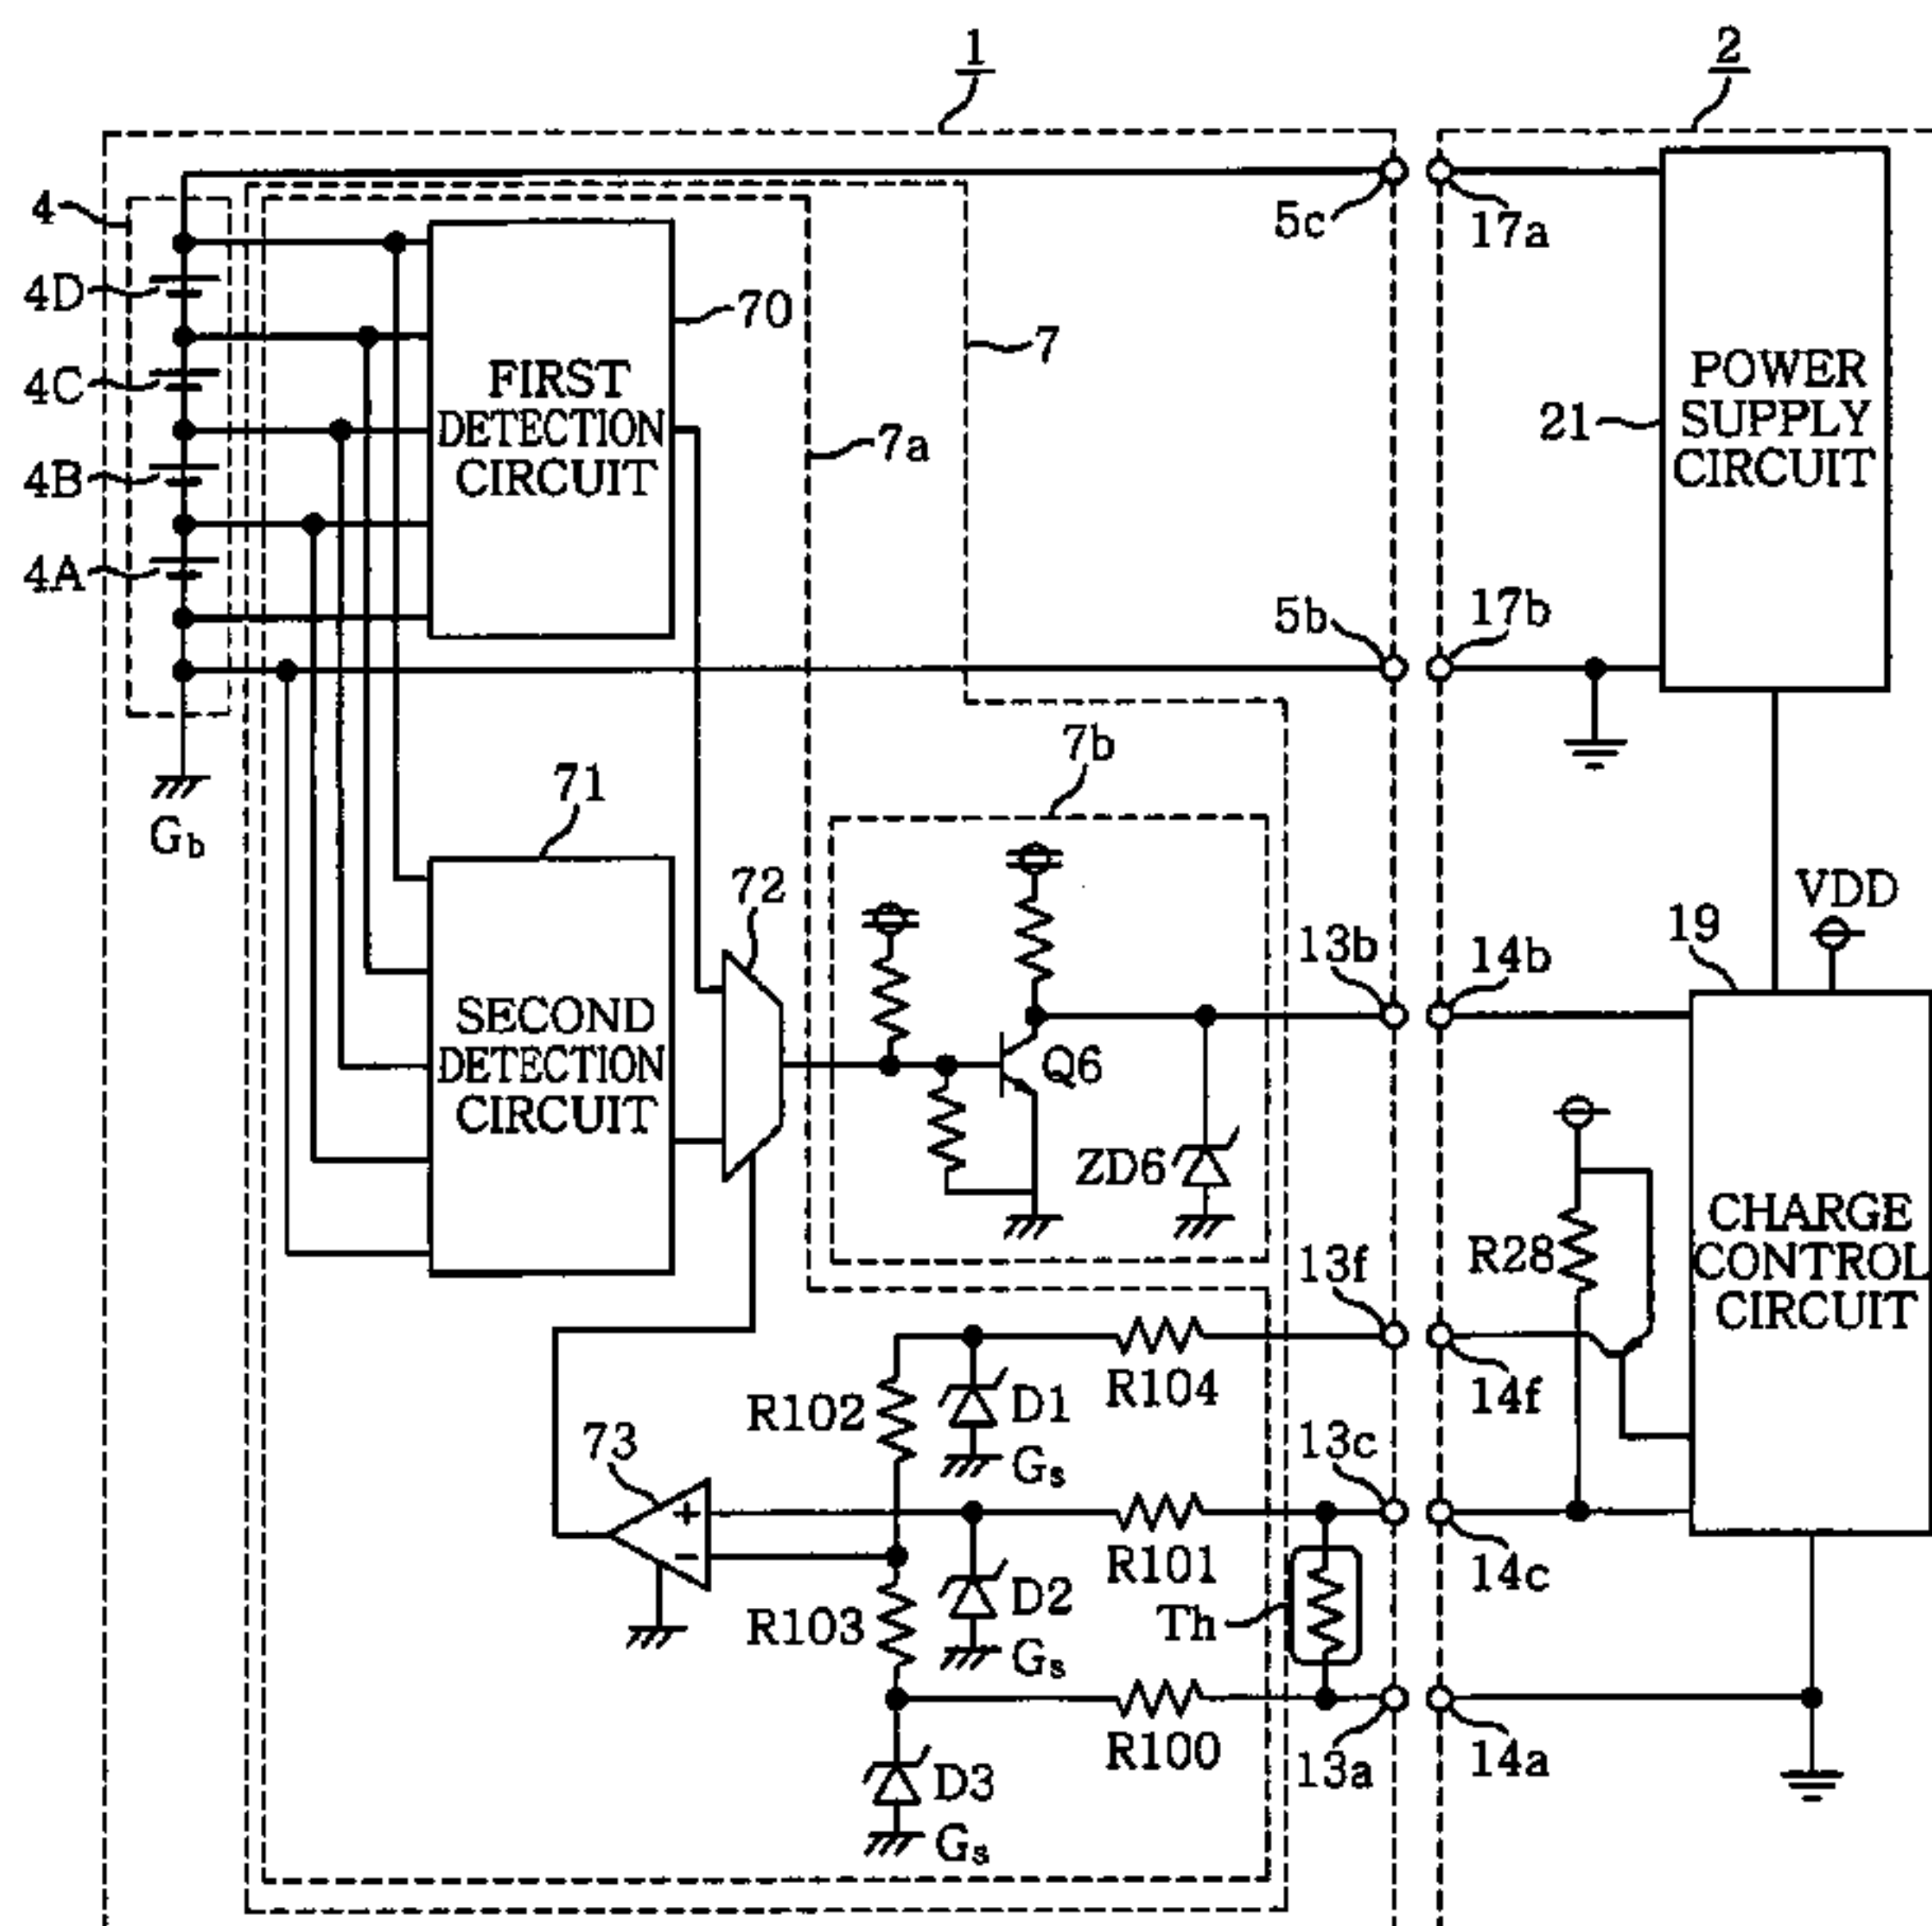 1
2
4
5c
17a
4D
70
7
FIRST
DETECTION
CIRCUIT
POWER
SUPPLY
CIRCUIT
4C
21
7a
4B
4A
5b
17b
7b
71
Gb
72
VDD
19
13b
14b
SECOND
DETECTION
CIRCUIT
Q6
ZD6
CHARGE
CONTROL
CIRCUIT
R28
13f
R104
14f
D1
R102
Gs
73
13c
+
−
R101
14c
D2
R103
Th
Gs
R100
13a
14a
D3
Gs